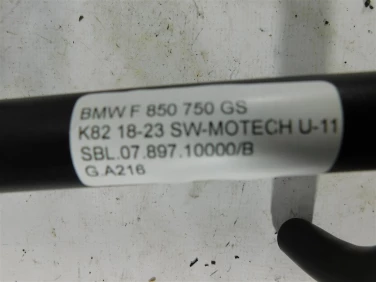 BMW F 850 750 GS
K82 18-23 SW-MOTECH U-11
SBL.07.897.10000/B
G.A216